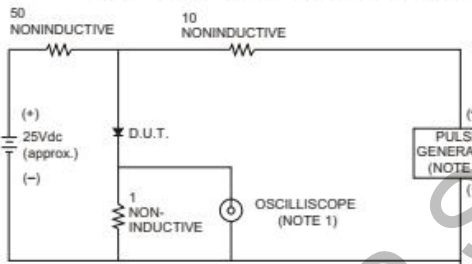 50
NONINDUCTIVE
10
NONINDUCTIVE
(+)
25Vdc
(approx.)
(−)
D.U.T.
1
NON-
INDUCTIVE
OSCILLISCOPE
(NOTE 1)
PULS
GENERA
(NOTE